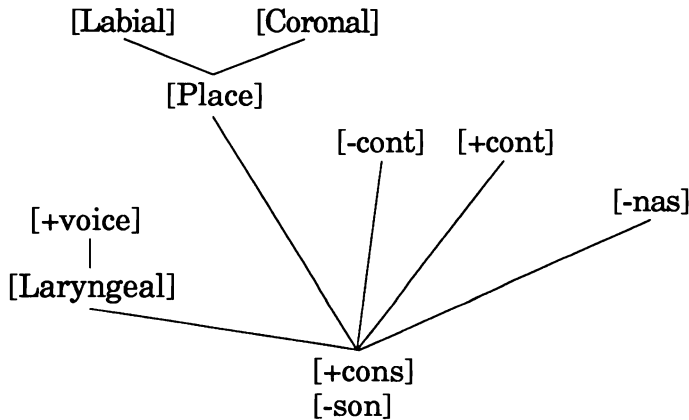 [Labial] [Coronal]
[Place]
[-cont] [+cont]
[-nas]
[+voice]
[Laryngeal]
[+cons]
[-son]